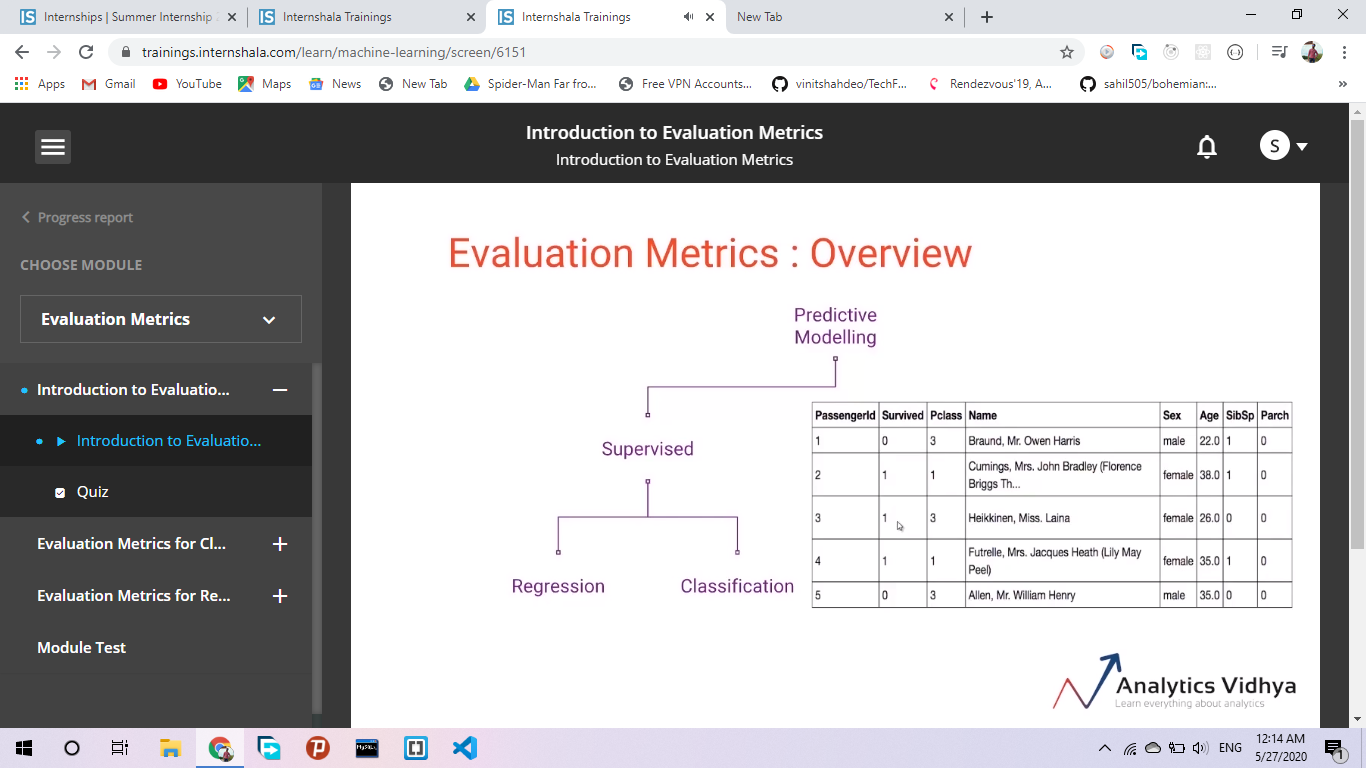 Internships | Summer Internship
Internshala Trainings
Internshala Trainings
New Tab
trainings.internshala.com/learn/machine-learning/screen/6151
Apps
Gmail
YouTube
Maps
News
New Tab
Spider-Man Far fro...
Free VPN Accounts...
vinitshahdeo/TechF...
Rendezvous'19, A...
sahil505/bohemian:...
»
Introduction to Evaluation Metrics
Introduction to Evaluation Metrics
S
Progress report
CHOOSE MODULE
Evaluation Metrics
Introduction to Evaluatio...
Introduction to Evaluatio...
Quiz
Evaluation Metrics for Cl...
Evaluation Metrics for Re...
Module Test
Evaluation Metrics : Overview
Predictive
Modelling
Supervised
Regression
Classification
PassengerId Survived Pclass Name Sex Age SibSp Parch
1 0 3 Braund, Mr. Owen Harris male 22.0 1 0
2 1 1 Cumings, Mrs. John Bradley (Florence
Briggs Th... female 38.0 1 0
3 1 3 Heikkinen, Miss. Laina female 26.0 0 0
4 1 1 Futrelle, Mrs. Jacques Heath (Lily May
Peel) female 35.0 1 0
5 0 3 Allen, Mr. William Henry male 35.0 0 0
Analytics Vidhya
Learn everything about analytics
MySQL
ENG
12:14 AM
5/27/2020
1